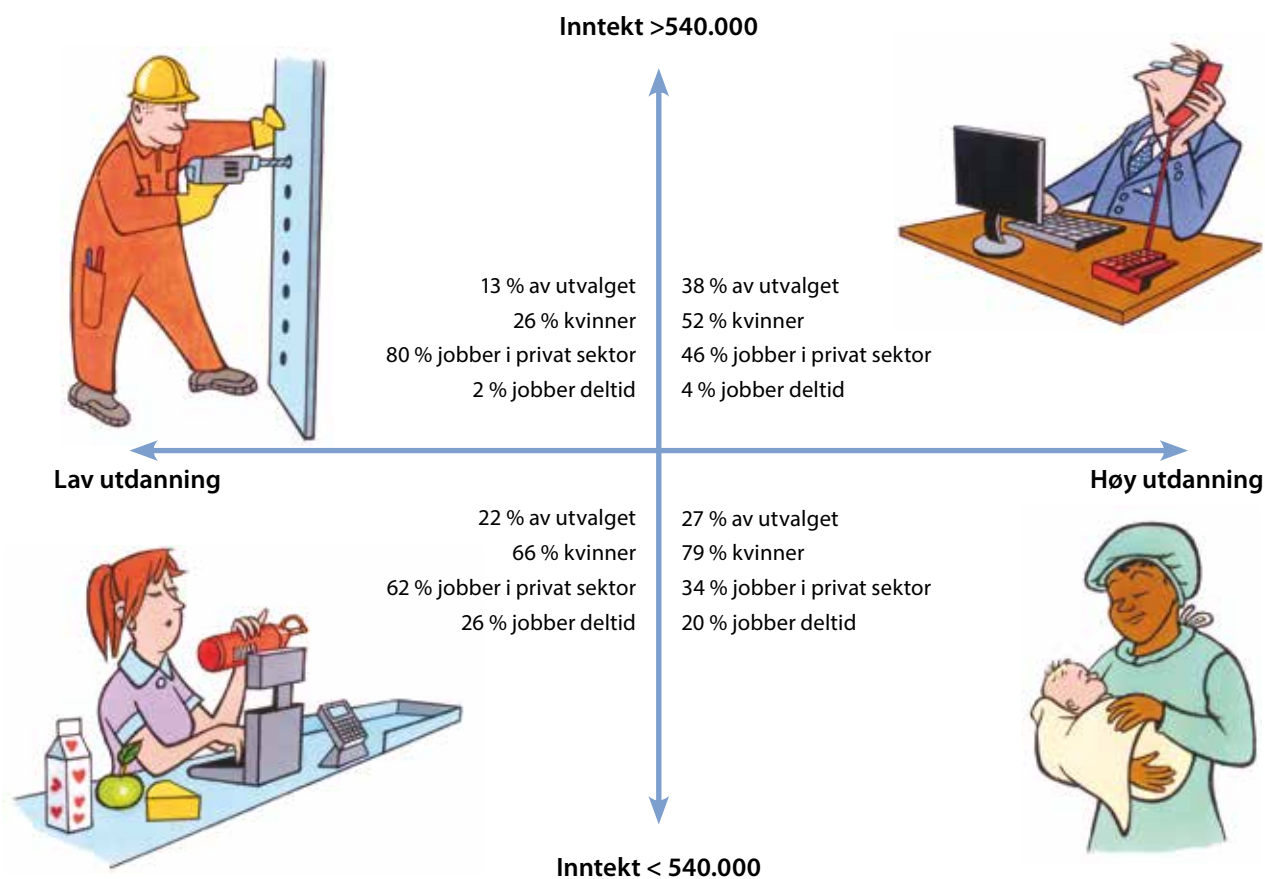 Inntekt >540.000
13 % av utvalget
26 % kvinner
80 % jobber i privat sektor
2 % jobber deltid
38 % av utvalget
52 % kvinner
46 % jobber i privat sektor
4 % jobber deltid
Lav utdanning
Høy utdanning
22 % av utvalget
66 % kvinner
62 % jobber i privat sektor
26 % jobber deltid
27 % av utvalget
79 % kvinner
34 % jobber i privat sektor
20 % jobber deltid
Inntekt < 540.000